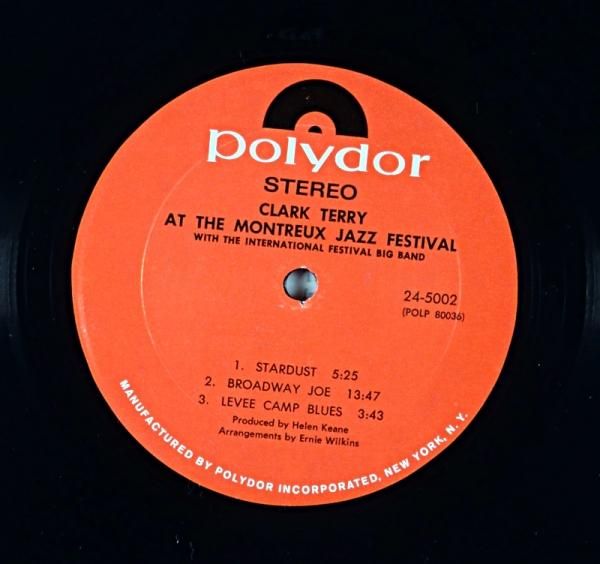 polydor
STEREO
CLARK TERRY
AT THE MONTREUX JAZZ FESTIVAL
WITH THE INTERNATIONAL FESTIVAL BIG BAND
24-5002
(POLP 80036)
1. STARDUST 5:25
2. BROADWAY JOE 13:47
3. LEVEE CAMP BLUES 3:43
Produced by Helen Keane
Arrangements by Ernie Wilkins
MANUFACTURED BY POLYDOR INCORPORATED, NEW YORK, N. Y.